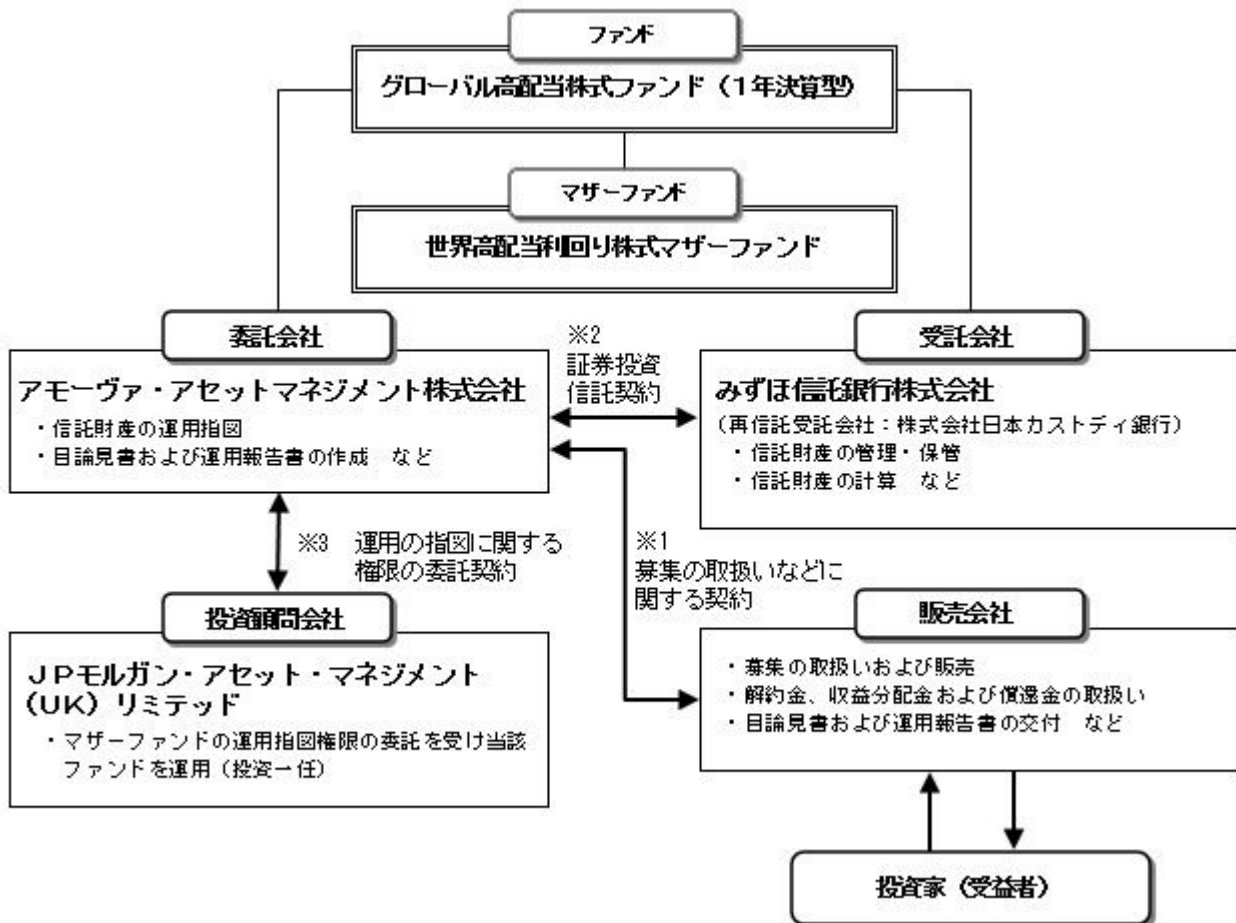 ファンド
グローバル高配当株式ファンド(1年決算型)
マザーファンド
世界高配当利回り株式マザーファンド
委託会社
アモーヴァ・アセットマネジメント株式会社
・信託財産の運用指図
・目論見書および運用報告書の作成 など
※2
証券投資
信託契約
受託会社
みずほ信託銀行株式会社
(再信託受託会社:株式会社日本カストディ銀行)
・信託財産の管理・保管
・信託財産の計算 など
※3 運用の指図に関する
権限の委託契約
※1
募集の取扱いなどに
関する契約
投資顧問会社
JPモルガン・アセット・マネジメント
(UK)リミテッド
・マザーファンドの運用指図権限の委託を受け当該
ファンドを運用(投資一任)
販売会社
・募集の取扱いおよび販売
・解約金、収益分配金および償還金の取扱い
・目論見書および運用報告書の交付 など
投資家(受益者)